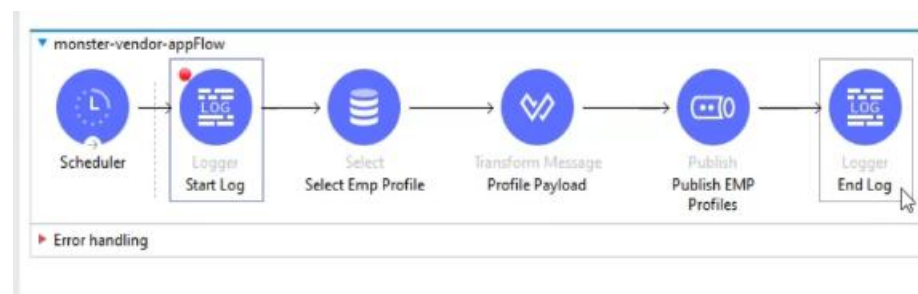 monster-vendor-appFlow
LOG
LOG
Scheduler
Logger
Select
Transform Message
Publish
Logger
Start Log
Select Emp Profile
Profile Payload
Publish EMP
Profiles
End Log
Error handling